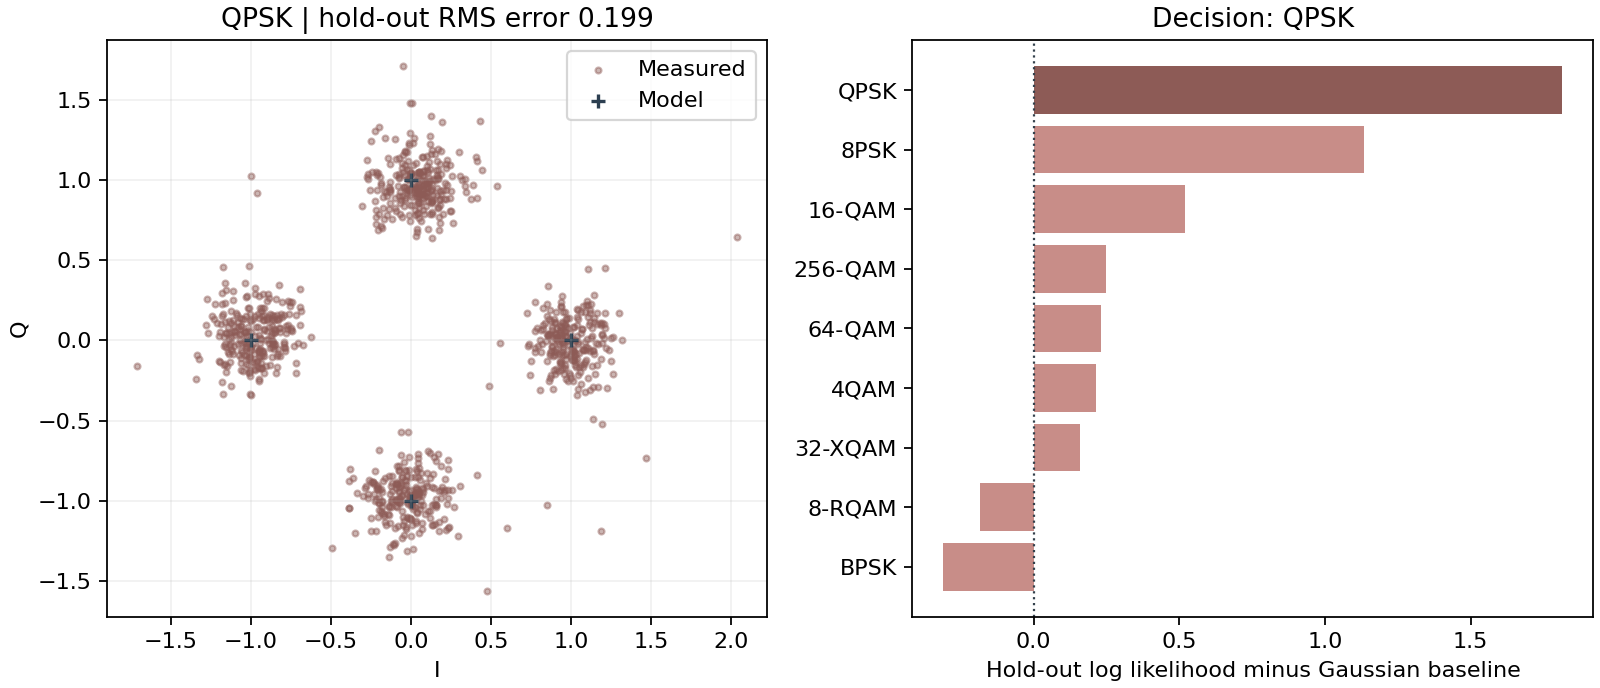 QPSK | hold-out RMS error 0.199
Measured
Model
1.5
1.0
0.5
0.0
−0.5
−1.0
−1.5
Q
−1.5 −1.0 −0.5 0.0 0.5 1.0 1.5 2.0
I
Decision: QPSK
QPSK
8PSK
16-QAM
256-QAM
64-QAM
4QAM
32-XQAM
8-RQAM
BPSK
0.0 0.5 1.0 1.5
Hold-out log likelihood minus Gaussian baseline